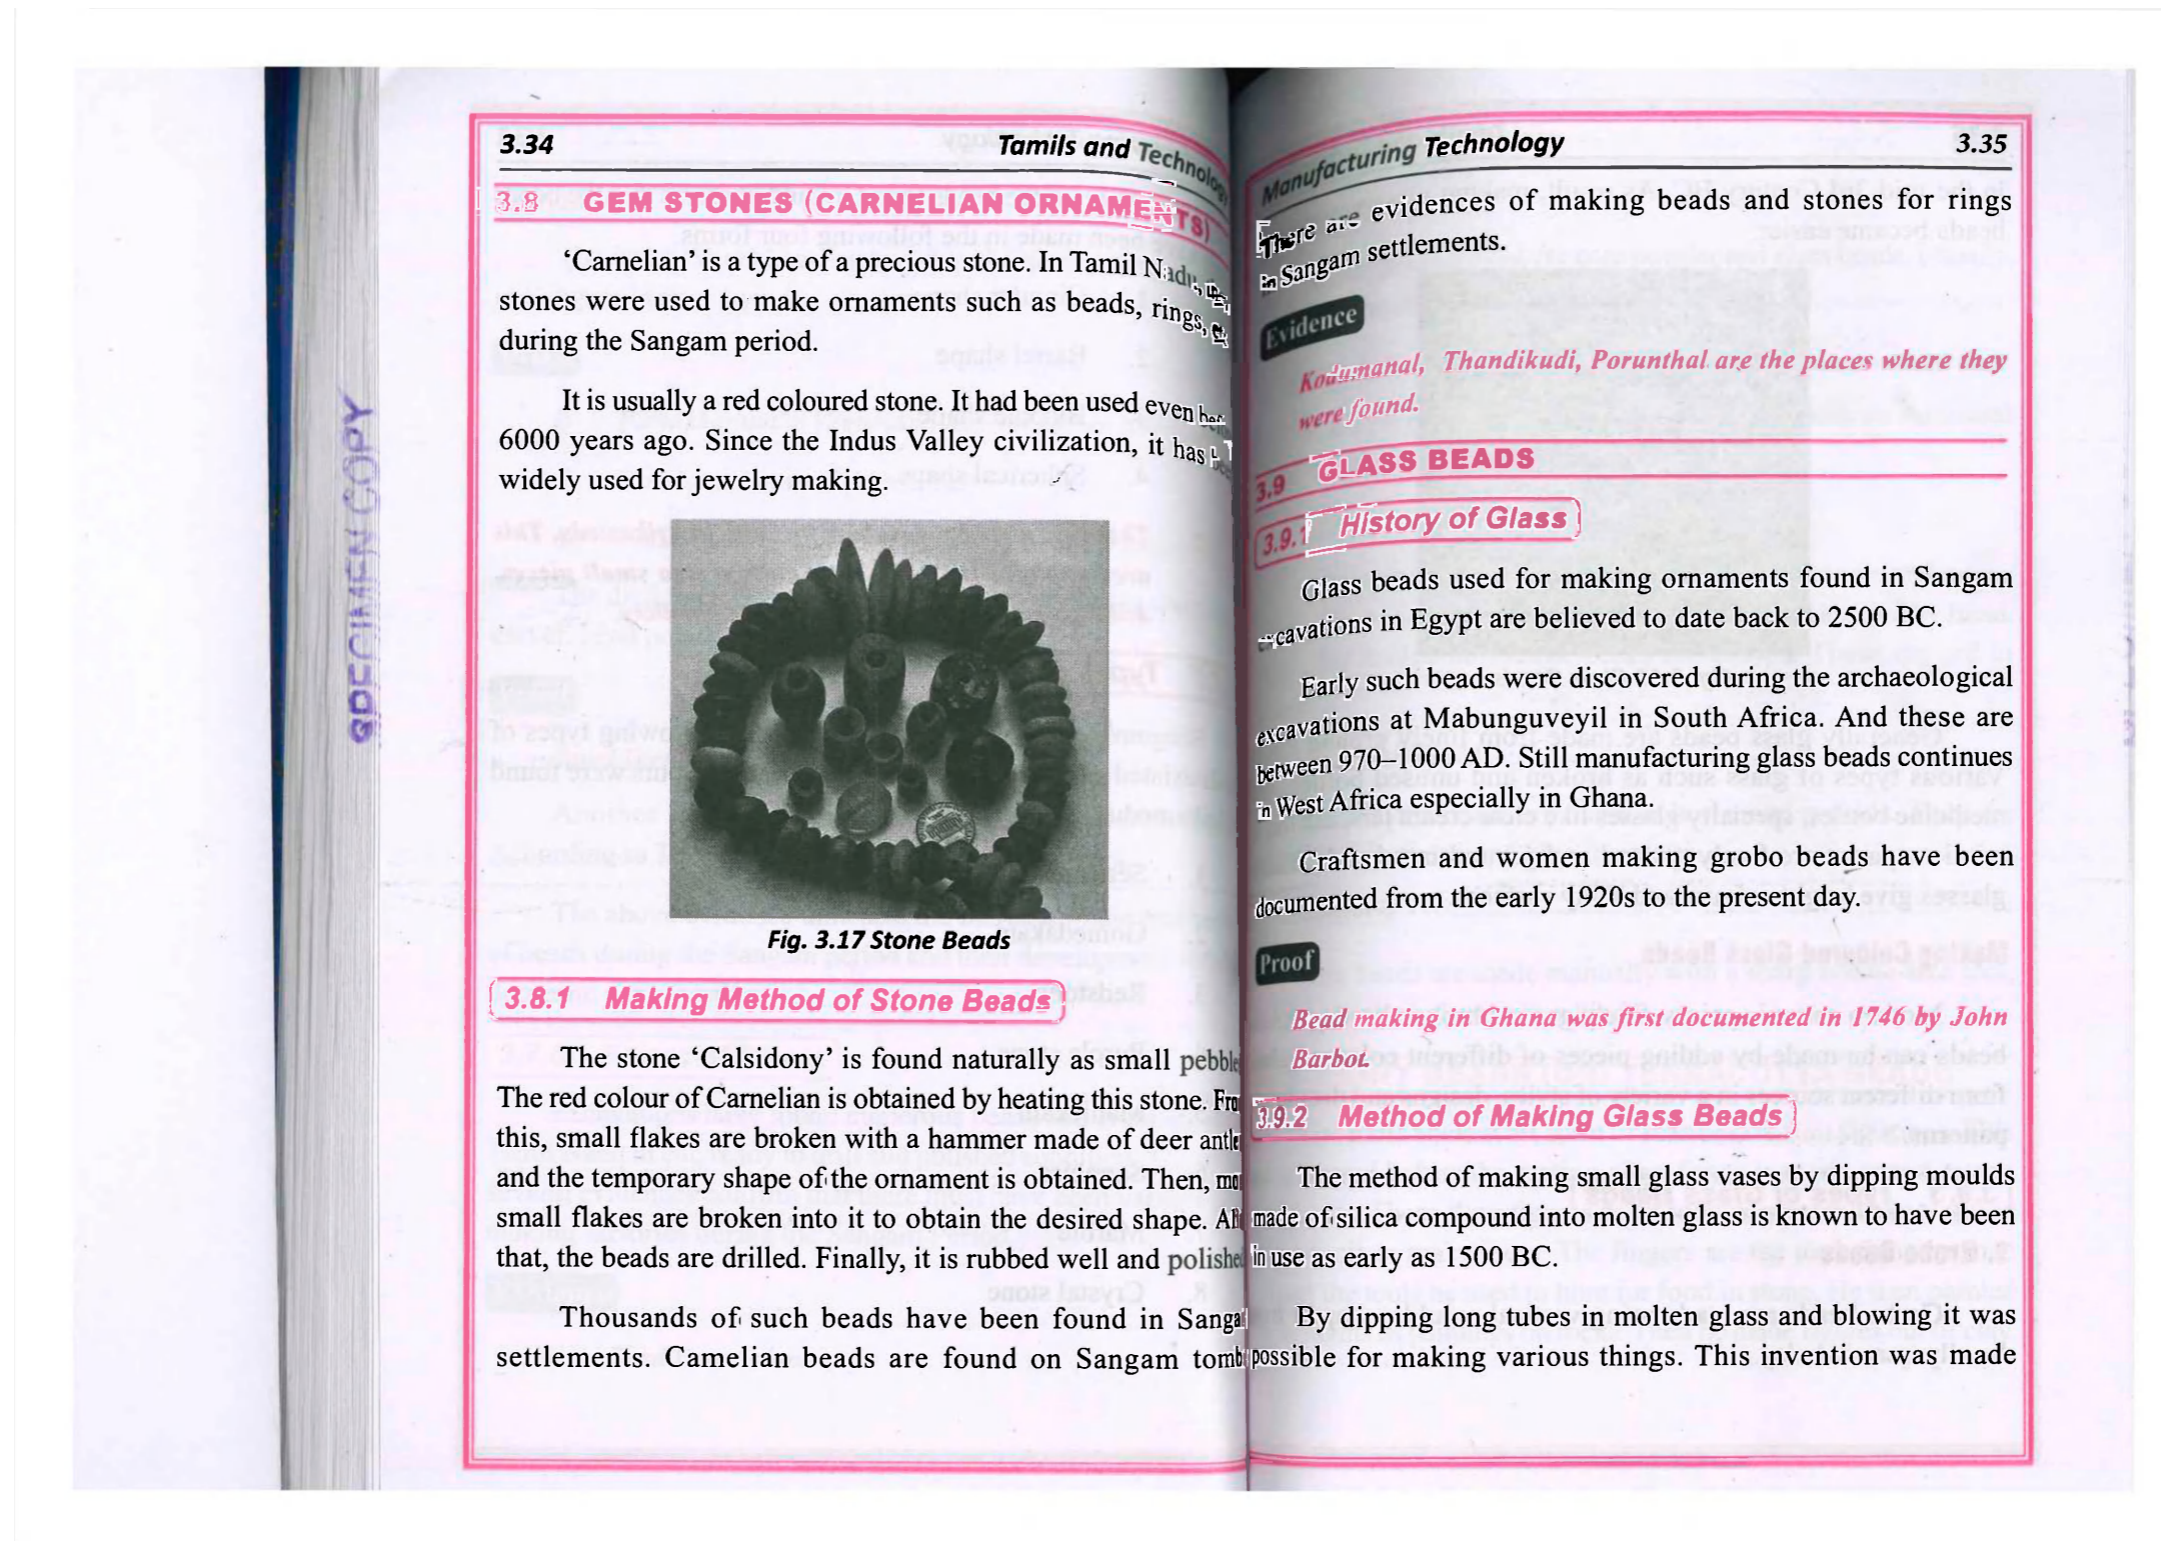 SPECIMEN COPY
3.34 Tamils and Technology
3.8 GEM STONES (CARNELIAN ORNAMENTS)
‘Carnelian’ is a type of a precious stone. In Tamil Nadu,
stones were used to make ornaments such as beads, rings,
during the Sangam period.
It is usually a red coloured stone. It had been used even
6000 years ago. Since the Indus Valley civilization, it has
widely used for jewelry making.
Fig. 3.17 Stone Beads
3.8.1 Making Method of Stone Beads
The stone ‘Calsidony’ is found naturally as small
The red colour of Carnelian is obtained by heating this stone.
this, small flakes are broken with a hammer made of deer
and the temporary shape of the ornament is obtained. Then,
small flakes are broken into it to obtain the desired shape.
that, the beads are drilled. Finally, it is rubbed well and
Thousands of such beads have been found in
settlements. Camelian beads are found on Sangam
Manufacturing Technology 3.35
There are evidences of making beads and stones for rings
in Sangam settlements.
Evidence
Kodumanal, Thandikudi, Porunthal are the places where they
were found.
3.9 GLASS BEADS
3.9.1 History of Glass
Glass beads used for making ornaments found in Sangam
excavations in Egypt are believed to date back to 2500 BC.
Early such beads were discovered during the archaeological
excavations at Mabunguveyil in South Africa. And these are
between 970–1000 AD. Still manufacturing glass beads continues
in West Africa especially in Ghana.
Craftsmen and women making grobo beads have been
documented from the early 1920s to the present day.
Proof
Bead making in Ghana was first documented in 1746 by John
Barbot.
3.9.2 Method of Making Glass Beads
The method of making small glass vases by dipping moulds
made of silica compound into molten glass is known to have been
in use as early as 1500 BC.
By dipping long tubes in molten glass and blowing it was
possible for making various things. This invention was made